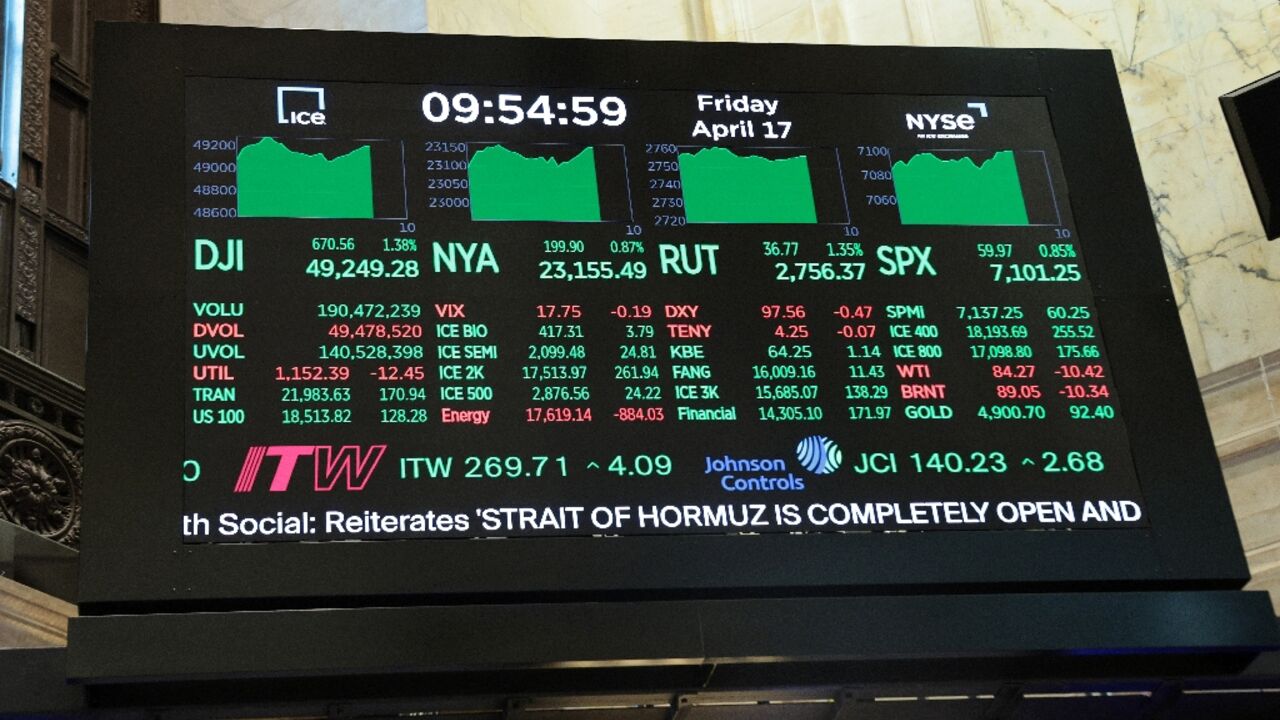 ICE 09:54:59 Friday April 17 NYSE
49200
49000
48800
48600
10
23150
23100
23050
23000
10
2760
2750
2740
2730
2720
10
7100
7080
7060
10
DJI 670.56 1.38% 49,249.28
NYA 199.90 0.87% 23,155.49
RUT 36.77 1.35% 2,756.37
SPX 59.97 0.85% 7,101.25
VOLU 190,472,239 VIX 17.75 -0.19 DXY 97.56 -0.47 SPMI 7,137.25 60.25
DVOL 49,478,520 ICE BIO 417.31 3.79 TENY 4.25 -0.07 ICE 400 18,193.69 255.52
UVOL 140,528,398 ICE SEMI 2,099.48 24.81 KBE 64.25 1.14 ICE 800 17,098.80 175.66
UTIL 1,152.39 -12.45 ICE 2K 17,513.97 261.94 FANG 16,009.16 11.43 WTI 84.27 -10.42
TRAN 21,983.63 170.94 ICE 500 2,876.56 24.22 ICE 3K 15,685.07 138.29 BRNT 89.05 -10.34
US 100 18,513.82 128.28 Energy 17,619.14 -884.03 Financial 14,305.10 171.97 GOLD 4,900.70 92.40
ITW ITW 269.71 ^ 4.09 Johnson Controls JCI 140.23 ^ 2.68
th Social: Reiterates 'STRAIT OF HORMUZ IS COMPLETELY OPEN AND